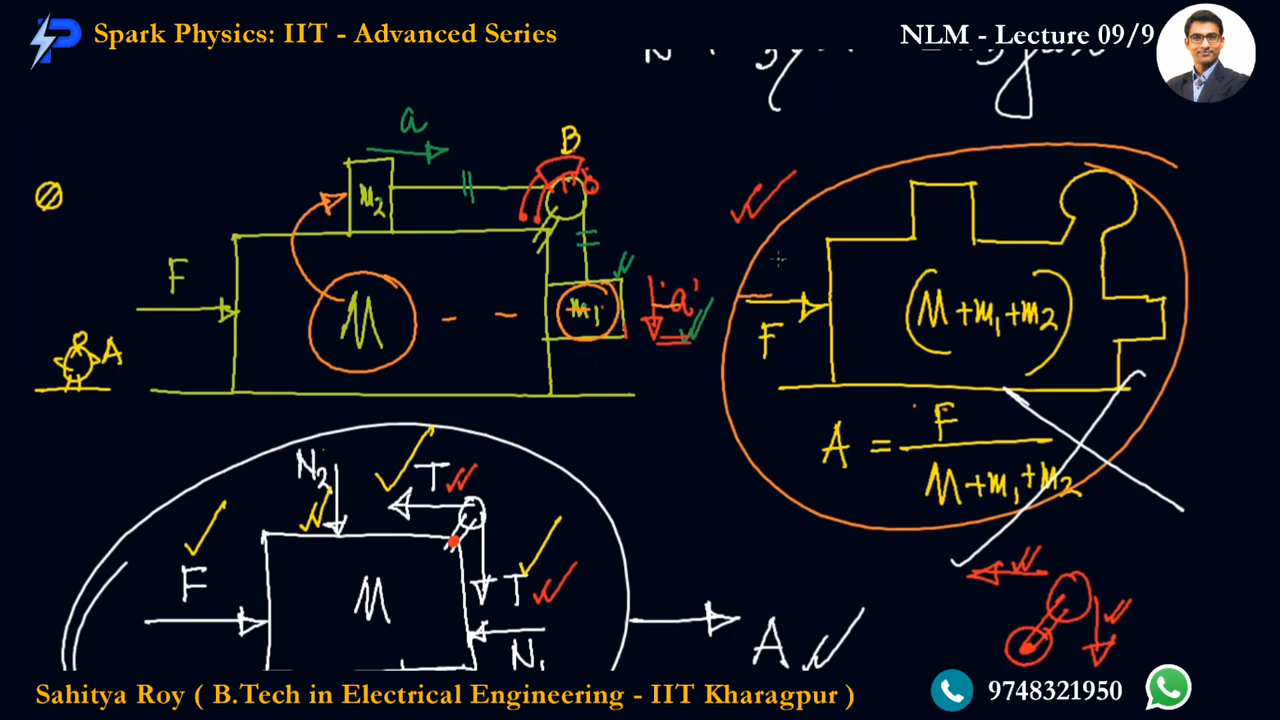 Spark Physics: IIT - Advanced Series
NLM - Lecture 09/9
a
B
m₂
F
M
m₁
a'
A
F
(M+m₁+m₂)
A = F / M+m₁+m₂
N₂
T
F
M
T
N₁
A
Sahitya Roy ( B.Tech in Electrical Engineering - IIT Kharagpur )
9748321950